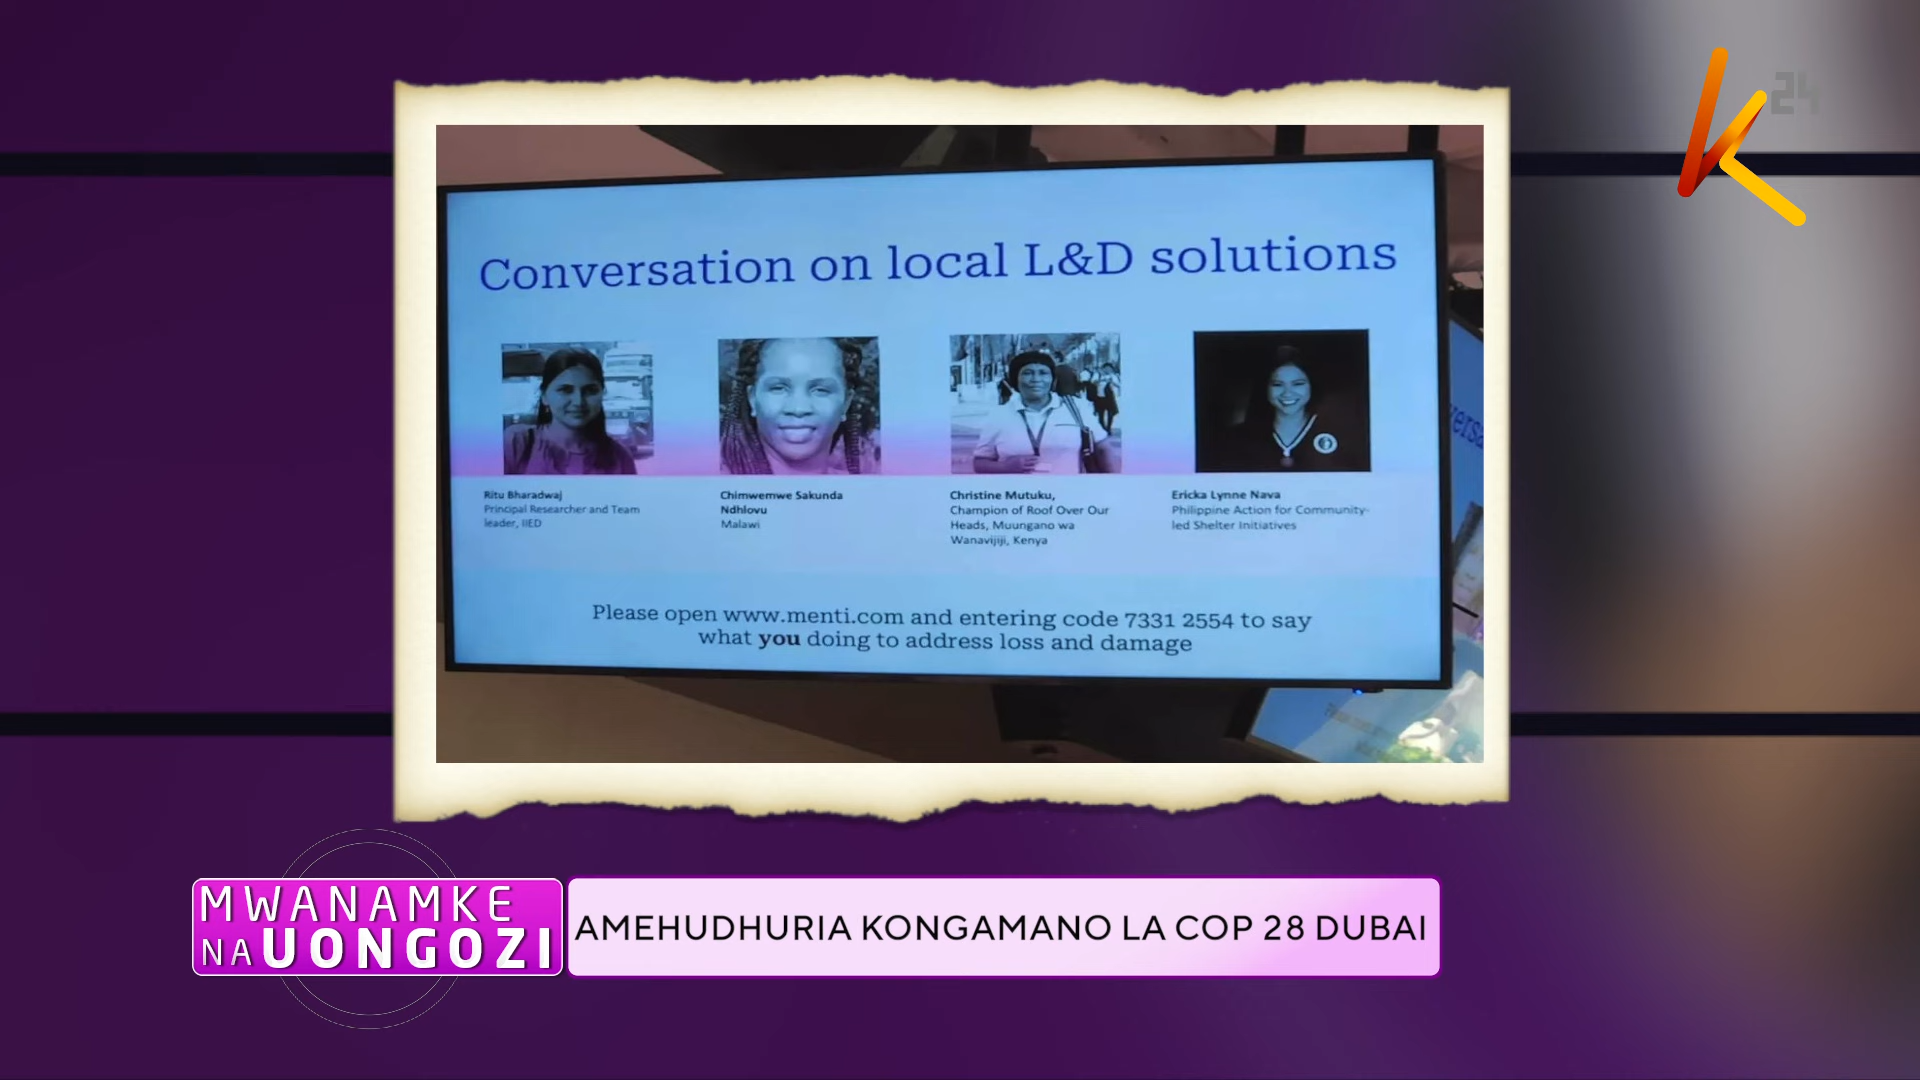 24
Conversation on local L&D solutions
Ritu Bharadwaj
Principal Researcher and Team
leader, IIED
Chimwemwe Sakunda
Ndhlovu
Malawi
Christine Mutuku,
Champion of Roof Over Our
Heads, Muungano wa
Wanavijiji, Kenya
Ericka Lynne Nava
Philippine Action for Community-
led Shelter Initiatives
Please open www.menti.com and entering code 7331 2554 to say
what you doing to address loss and damage
MWANAMKE
NA UONGOZI
AMEHUDHURIA KONGAMANO LA COP 28 DUBAI